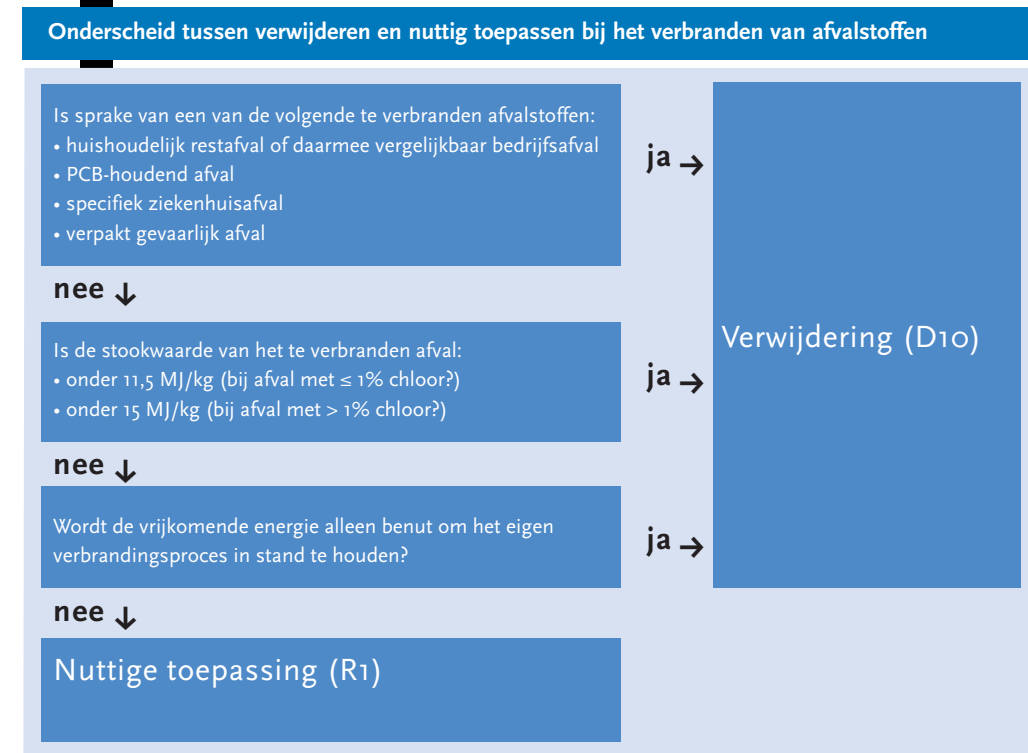 Onderscheid tussen verwijderen en nuttig toepassen bij het verbranden van afvalstoffen
Is sprake van een van de volgende te verbranden afvalstoffen:
• huishoudelijk restafval of daarmee vergelijkbaar bedrijfsafval
• PCB-houdend afval
• specifiek ziekenhuisafval
• verpakt gevaarlijk afval
ja →
nee ↓
Is de stookwaarde van het te verbranden afval:
• onder 11,5 MJ/kg (bij afval met ≤ 1% chloor?)
• onder 15 MJ/kg (bij afval met > 1% chloor?)
ja →
Verwijdering (D10)
nee ↓
Wordt de vrijkomende energie alleen benut om het eigen
verbrandingsproces in stand te houden?
ja →
nee ↓
Nuttige toepassing (R1)